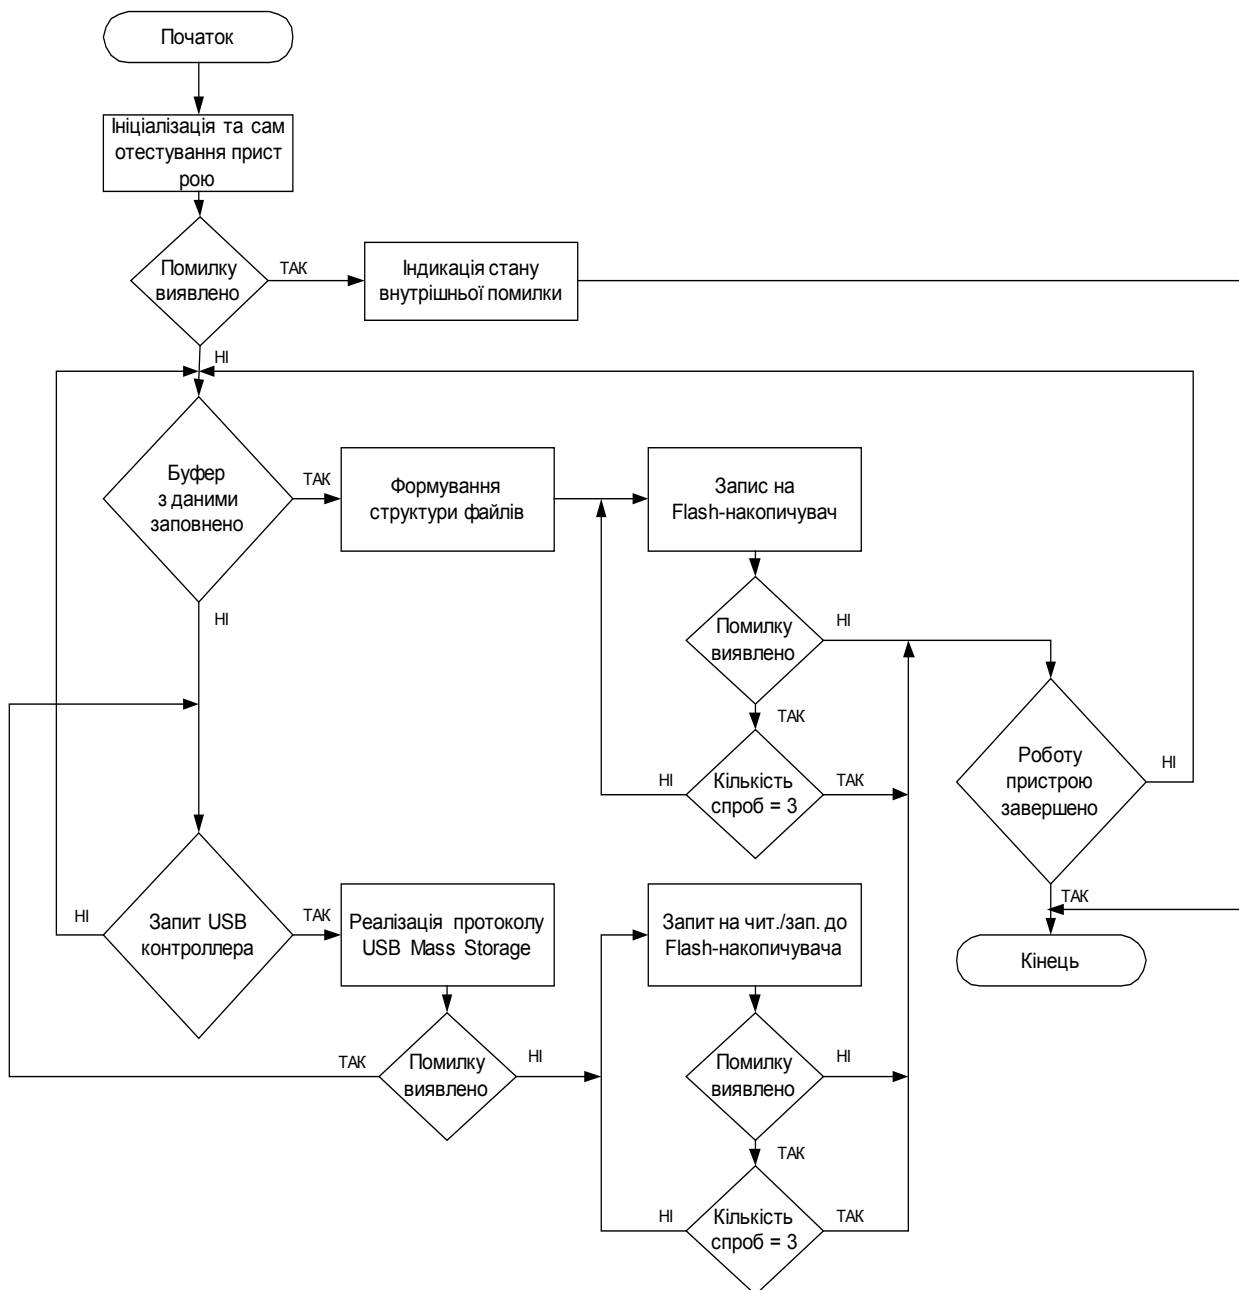 Початок
Ініціалізація та сам
отестування прист
рою
Помилку
виявлено
ТАК
Індикація стану
внутрішньої помилки
НІ
Буфер
з даними
заповнено
ТАК
Формування
структури файлів
Запис на
Flash-накопичувач
НІ
Помилку
виявлено
НІ
ТАК
Кількість
спроб = 3
НІ
ТАК
Роботу
пристрою
завершено
НІ
ТАК
Кінець
Запит USB
контроллера
НІ
ТАК
Реалізація протоколу
USB Mass Storage
Запит на чит./зап. до
Flash-накопичувача
ТАК
Помилку
виявлено
НІ
Помилку
виявлено
НІ
ТАК
НІ
Кількість
спроб = 3
ТАК